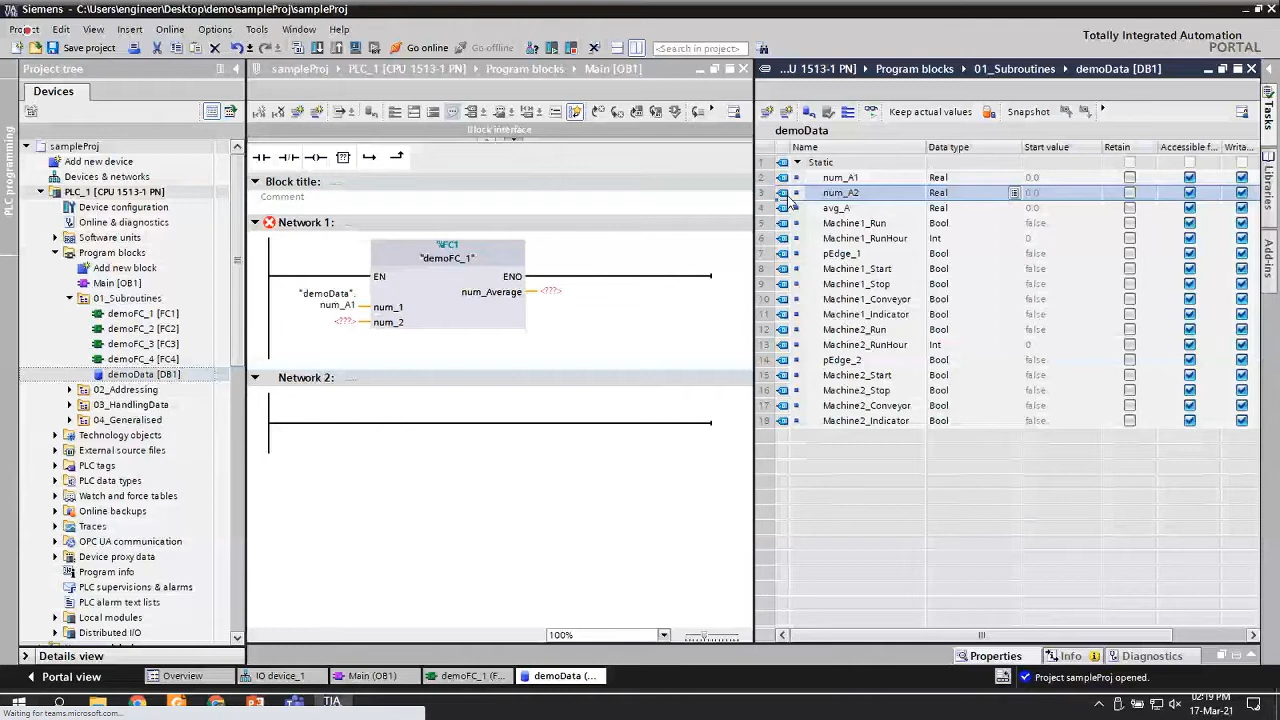 Siemens - C:\Users\engineer\Desktop\demo\sampleProj\sampleProj
Project Edit View Insert Online Options Tools Window Help
Totally Integrated Automation
PORTAL
Save project
Go online
Go offline
<Search in project>
Project tree
Devices
PLC programming
sampleProj
Add new device
Devices & networks
PLC_1 [CPU 1513-1 PN]
Device configuration
Online & diagnostics
Software units
Program blocks
Add new block
Main [OB1]
01_Subroutines
demoFC_1 [FC1]
demoFC_2 [FC2]
demoFC_3 [FC3]
demoFC_4 [FC4]
demoData [DB1]
02_Addressing
03_HandlingData
04_Generalised
Technology objects
External source files
PLC tags
PLC data types
Watch and force tables
Online backups
Traces
OPC UA communication
Device proxy data
Program info
PLC supervisions & alarms
PLC alarm text lists
Local modules
Distributed I/O
Details view
sampleProj PLC_1 [CPU 1513-1 PN] Program blocks Main [OB1]
Block interface
Block title:
Comment
Network 1:
%FC1
"demoFC_1"
EN ENO
"demoData".
num_A1 num_1
num_Average <???>
<???> num_2
Network 2:
100%
...U 1513-1 PN] Program blocks 01_Subroutines demoData [DB1]
Keep actual values
Snapshot
demoData
Name Data type Start value Retain Accessible f... Writa...
1 Static
2 num_A1 Real 0.0
3 num_A2 Real 0.0
4 avg_A Real 0.0
5 Machine1_Run Bool false
6 Machine1_RunHour Int 0
7 pEdge_1 Bool false
8 Machine1_Start Bool false
9 Machine1_Stop Bool false
10 Machine1_Conveyor Bool false
11 Machine1_Indicator Bool false
12 Machine2_Run Bool false
13 Machine2_RunHour Int 0
14 pEdge_2 Bool false
15 Machine2_Start Bool false
16 Machine2_Stop Bool false
17 Machine2_Conveyor Bool false
18 Machine2_Indicator Bool false
Tasks
Libraries
Add-ins
Properties
Info
Diagnostics
Portal view
Overview
IO device_1
Main (OB1)
demoFC_1 (F...
demoData (...
Project sampleProj opened.
Waiting for teams.microsoft.com...
02:19 PM
17-Mar-21